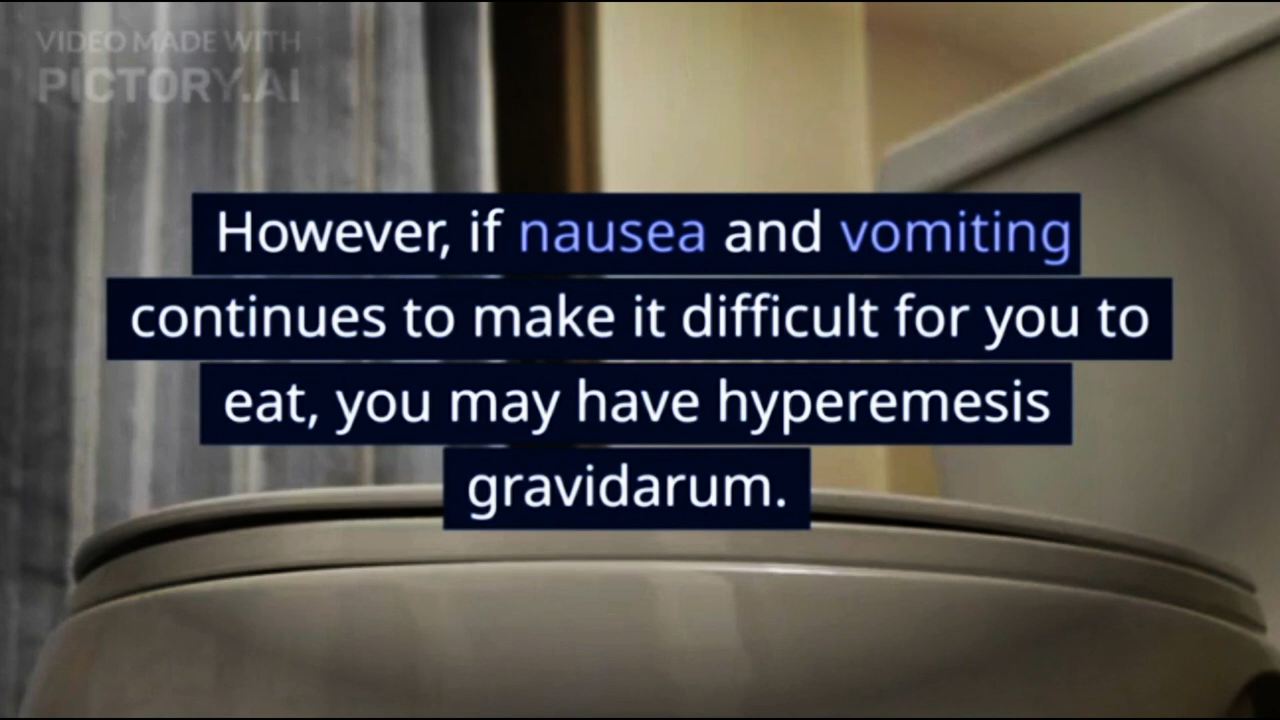 VIDEO MADE WITH
PICTORY.AI
However, if nausea and vomiting
continues to make it difficult for you to
eat, you may have hyperemesis
gravidarum.